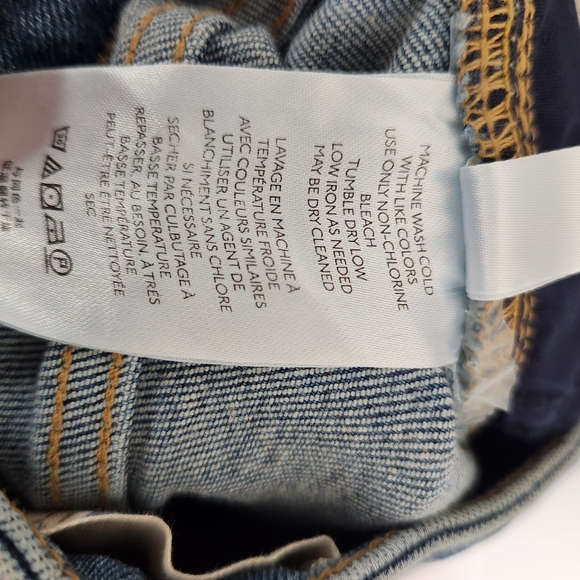 MACHINE WASH COLD
WITH LIKE COLORS
USE ONLY NON-CHLORINE
BLEACH
TUMBLE DRY LOW
LOW IRON AS NEEDED
MAY BE DRY CLEANED
LAVAGE EN MACHINE À
TEMPÉRATURE FROIDE
AVEC COULEURS SIMILAIRES
UTILISER UN AGENT DE
BLANCHIMENT SANS CHLORE
SI NÉCESSAIRE
SÉCHER PAR CULBUTAGE À
BASSE TEMPÉRATURE
REPASSER AU BESOIN À TRÈS
BASSE TEMPÉRATURE
PEUT-ÊTRE ÊTRE NETTOYÉE
SEC